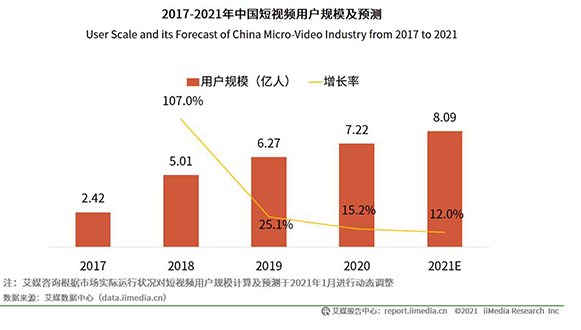 2017-2021年中国短视频用户规模及预测
User Scale and its Forecast of China Micro-Video Industry from 2017 to 2021
用户规模（亿人） 增长率
107.0%
8.09
7.22
6.27
5.01
2.42
25.1% 15.2% 12.0%
2017 2018 2019 2020 2021E
注：艾媒咨询根据市场实际运行状况对短视频用户规模计算及预测于2021年1月进行动态调整
数据来源：艾媒数据中心（data.iimedia.cn）
艾媒报告中心：report.iimedia.cn ©2021 iiMedia Research Inc